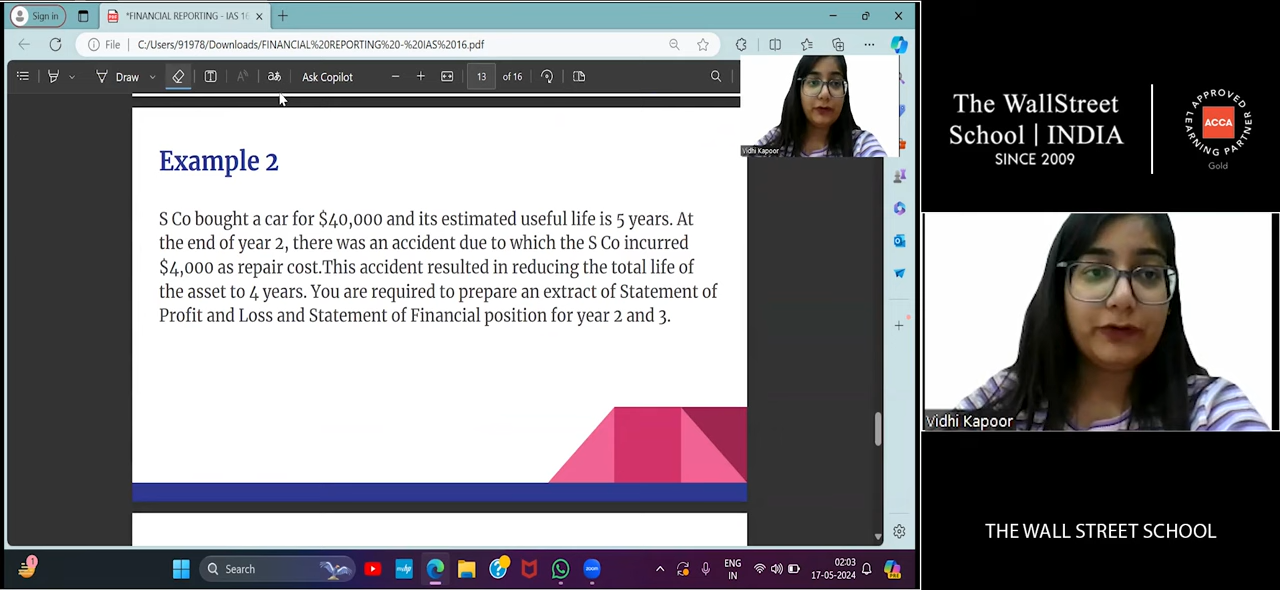 Sign in
*FINANCIAL REPORTING - IAS 16
File
C:/Users/91978/Downloads/FINANCIAL%20REPORTING%20-%20IAS%2016.pdf
Draw
Ask Copilot
13 of 16
Vidhi Kapoor
Example 2
S Co bought a car for $40,000 and its estimated useful life is 5 years. At
the end of year 2, there was an accident due to which the S Co incurred
$4,000 as repair cost.This accident resulted in reducing the total life of
the asset to 4 years. You are required to prepare an extract of Statement of
Profit and Loss and Statement of Financial position for year 2 and 3.
Search
ENG
IN
02:03
17-05-2024
The WallStreet
School | INDIA
SINCE 2009
APPROVED
ACCA
LEARNING PARTNER
Gold
Vidhi Kapoor
THE WALL STREET SCHOOL